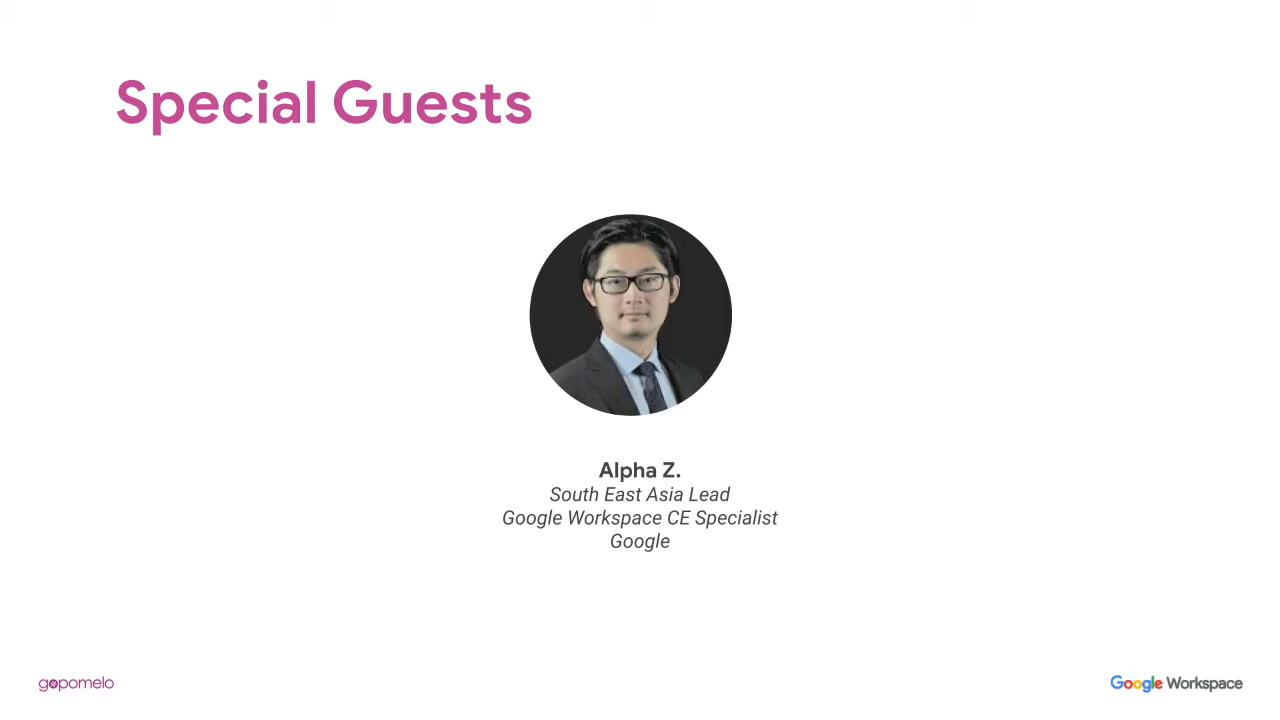 Special Guests
Alpha Z.
South East Asia Lead
Google Workspace CE Specialist
Google
gopomelo
Google Workspace